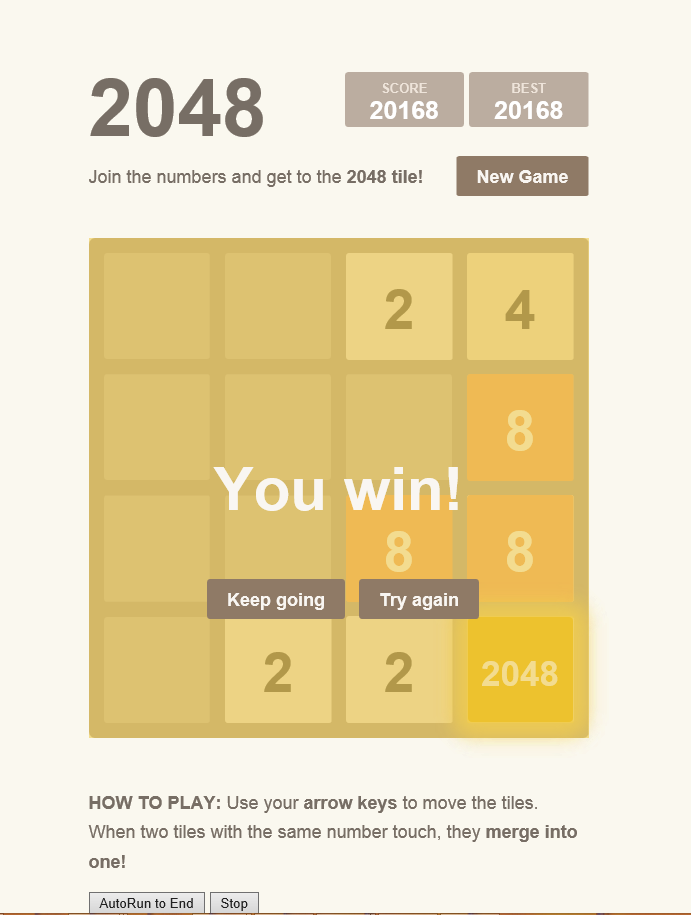 2048
SCORE
20168
BEST
20168
Join the numbers and get to the 2048 tile!
New Game
2 4
8
You win!
8 8
Keep going Try again
2 2 2048
HOW TO PLAY: Use your arrow keys to move the tiles.
When two tiles with the same number touch, they merge into
one!
AutoRun to End Stop